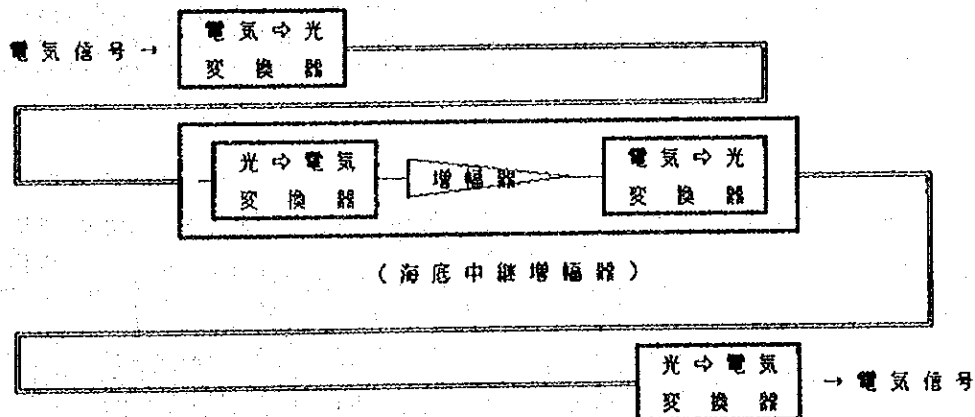 電気信号→
電気⇨光
変換器
光⇨電気
変換器
増幅器
電気⇨光
変換器
(海底中継増幅器)
光⇨電気
変換器
→電気信号